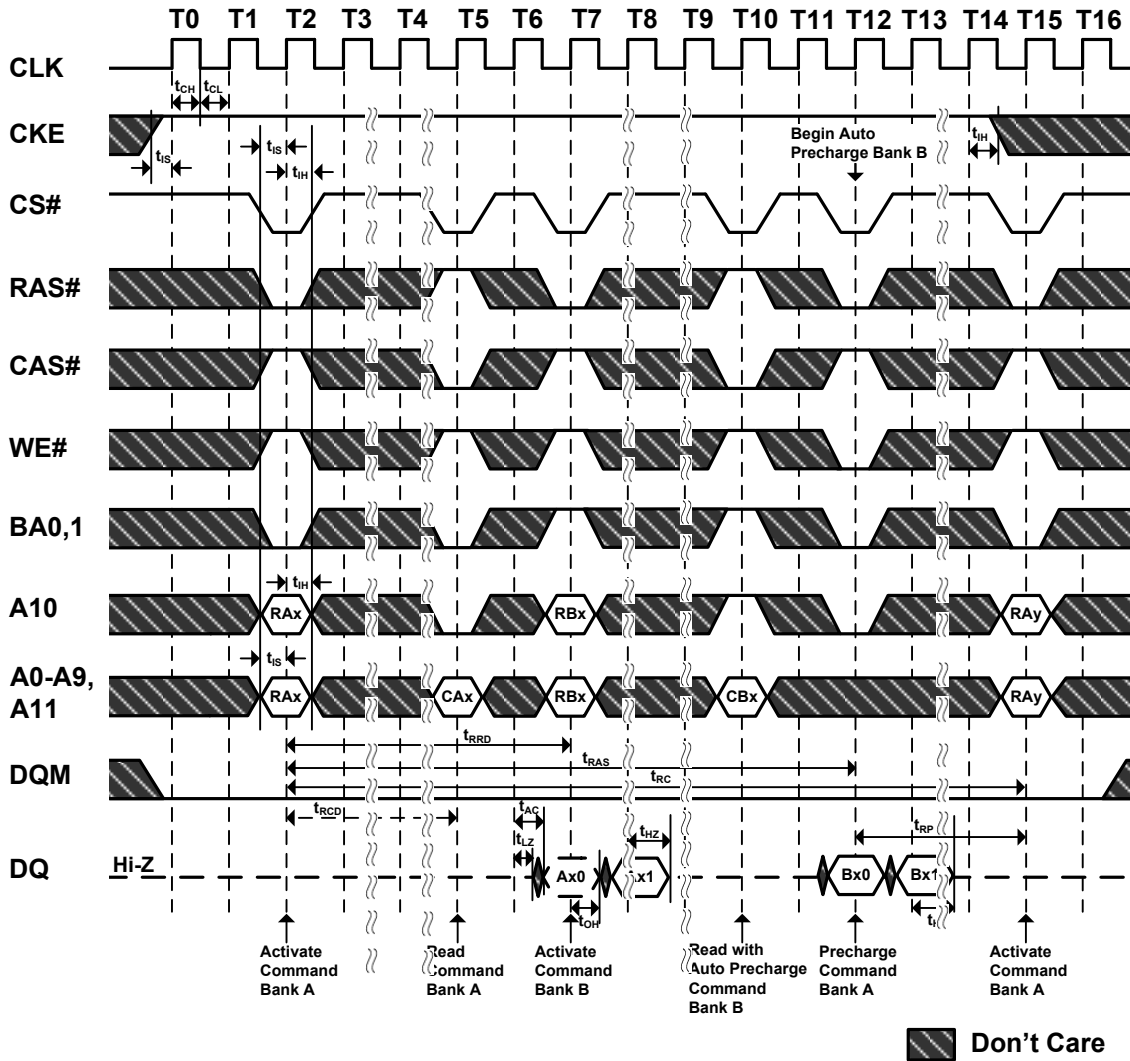 T0 T1 T2 T3 T4 T5 T6 T7 T8 T9 T10 T11 T12 T13 T14 T15 T16
CLK
tCH tCL
CKE
tIS
tIS
tIH
Begin Auto
Precharge Bank B
tIH
CS#
RAS#
CAS#
WE#
BA0,1
tIH
A10
RAx RBx RAy
tIS
A0-A9,
A11
RAx CAx RBx CBx RAy
tRRD
tRAS
DQM
tRC
tRCD
tAC
tHZ
tRP
tLZ
DQ
Hi-Z
Ax0 Bx0
tOH
Activate
Command
Bank A
Command
Bank A
Activate
Command
Bank B
Read with
Auto Precharge
Command
Bank B
Precharge
Command
Bank A
Activate
Command
Bank A
Don't Care